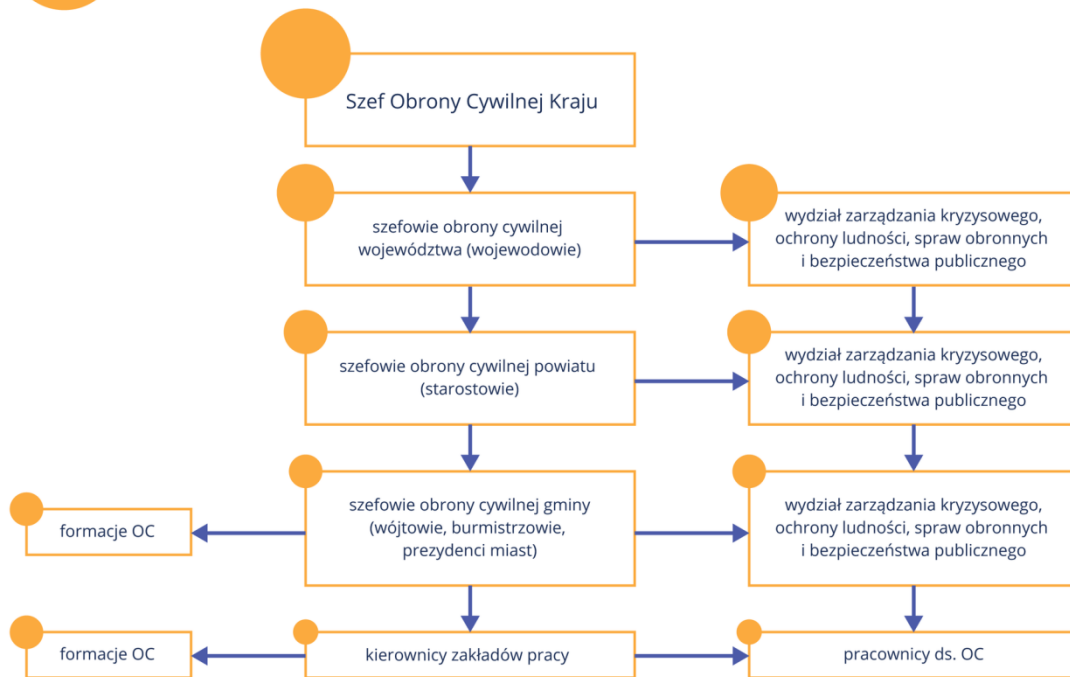 Szef Obrony Cywilnej Kraju
szefowie obrony cywilnej
województwa (wojewodowie)
wydział zarządzania kryzysowego,
ochrony ludności, spraw obronnych
i bezpieczeństwa publicznego
szefowie obrony cywilnej powiatu
(starostowie)
wydział zarządzania kryzysowego,
ochrony ludności, spraw obronnych
i bezpieczeństwa publicznego
formacje OC
szefowie obrony cywilnej gminy
(wójtowie, burmistrzowie,
prezydenci miast)
wydział zarządzania kryzysowego,
ochrony ludności, spraw obronnych
i bezpieczeństwa publicznego
formacje OC
kierownicy zakładów pracy
pracownicy ds. OC